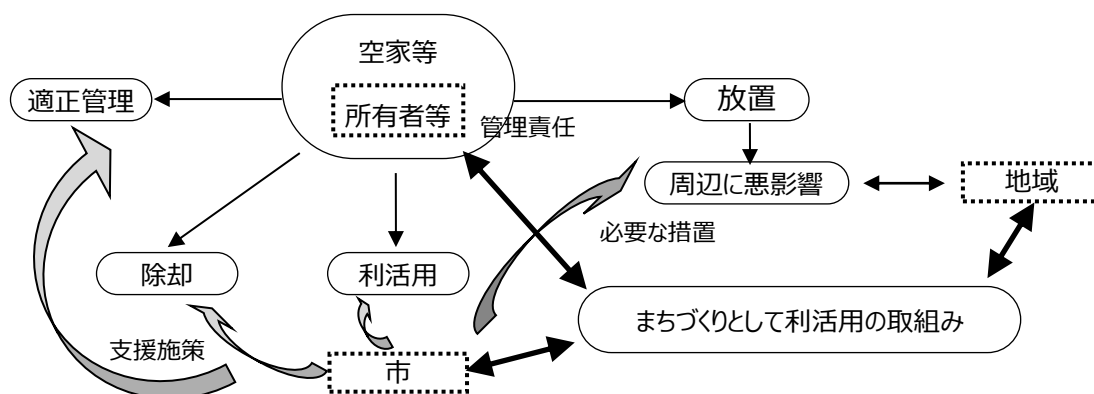 空家等
適正管理
所有者等
放置
管理責任
周辺に悪影響
地域
必要な措置
除却
利活用
まちづくりとして利活用の取組み
支援施策
市